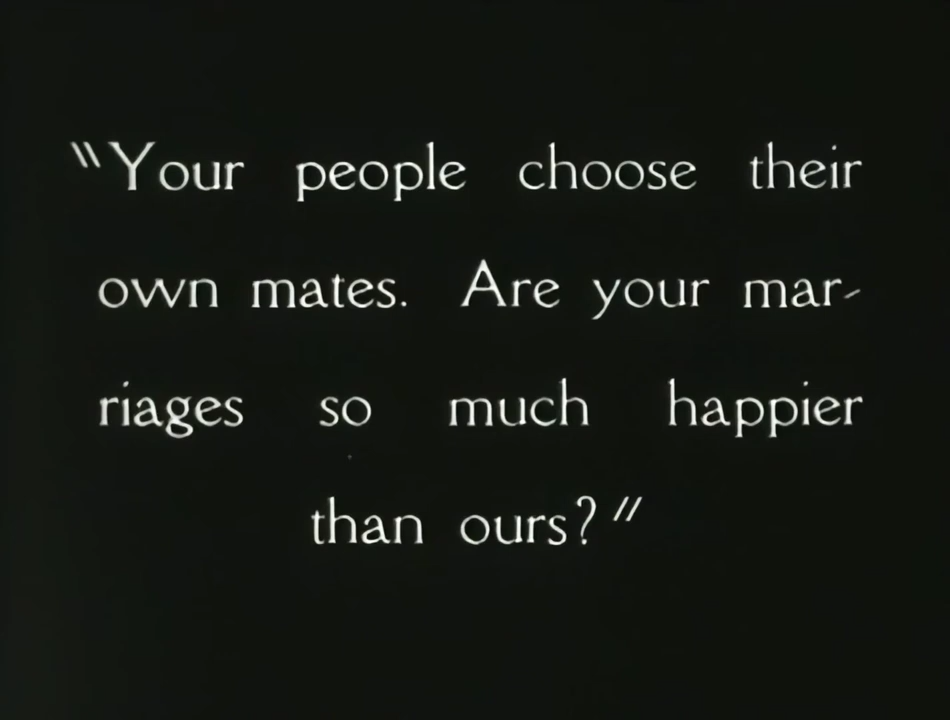 "Your people choose their
own mates. Are your mar-
riages so much happier
than ours?"